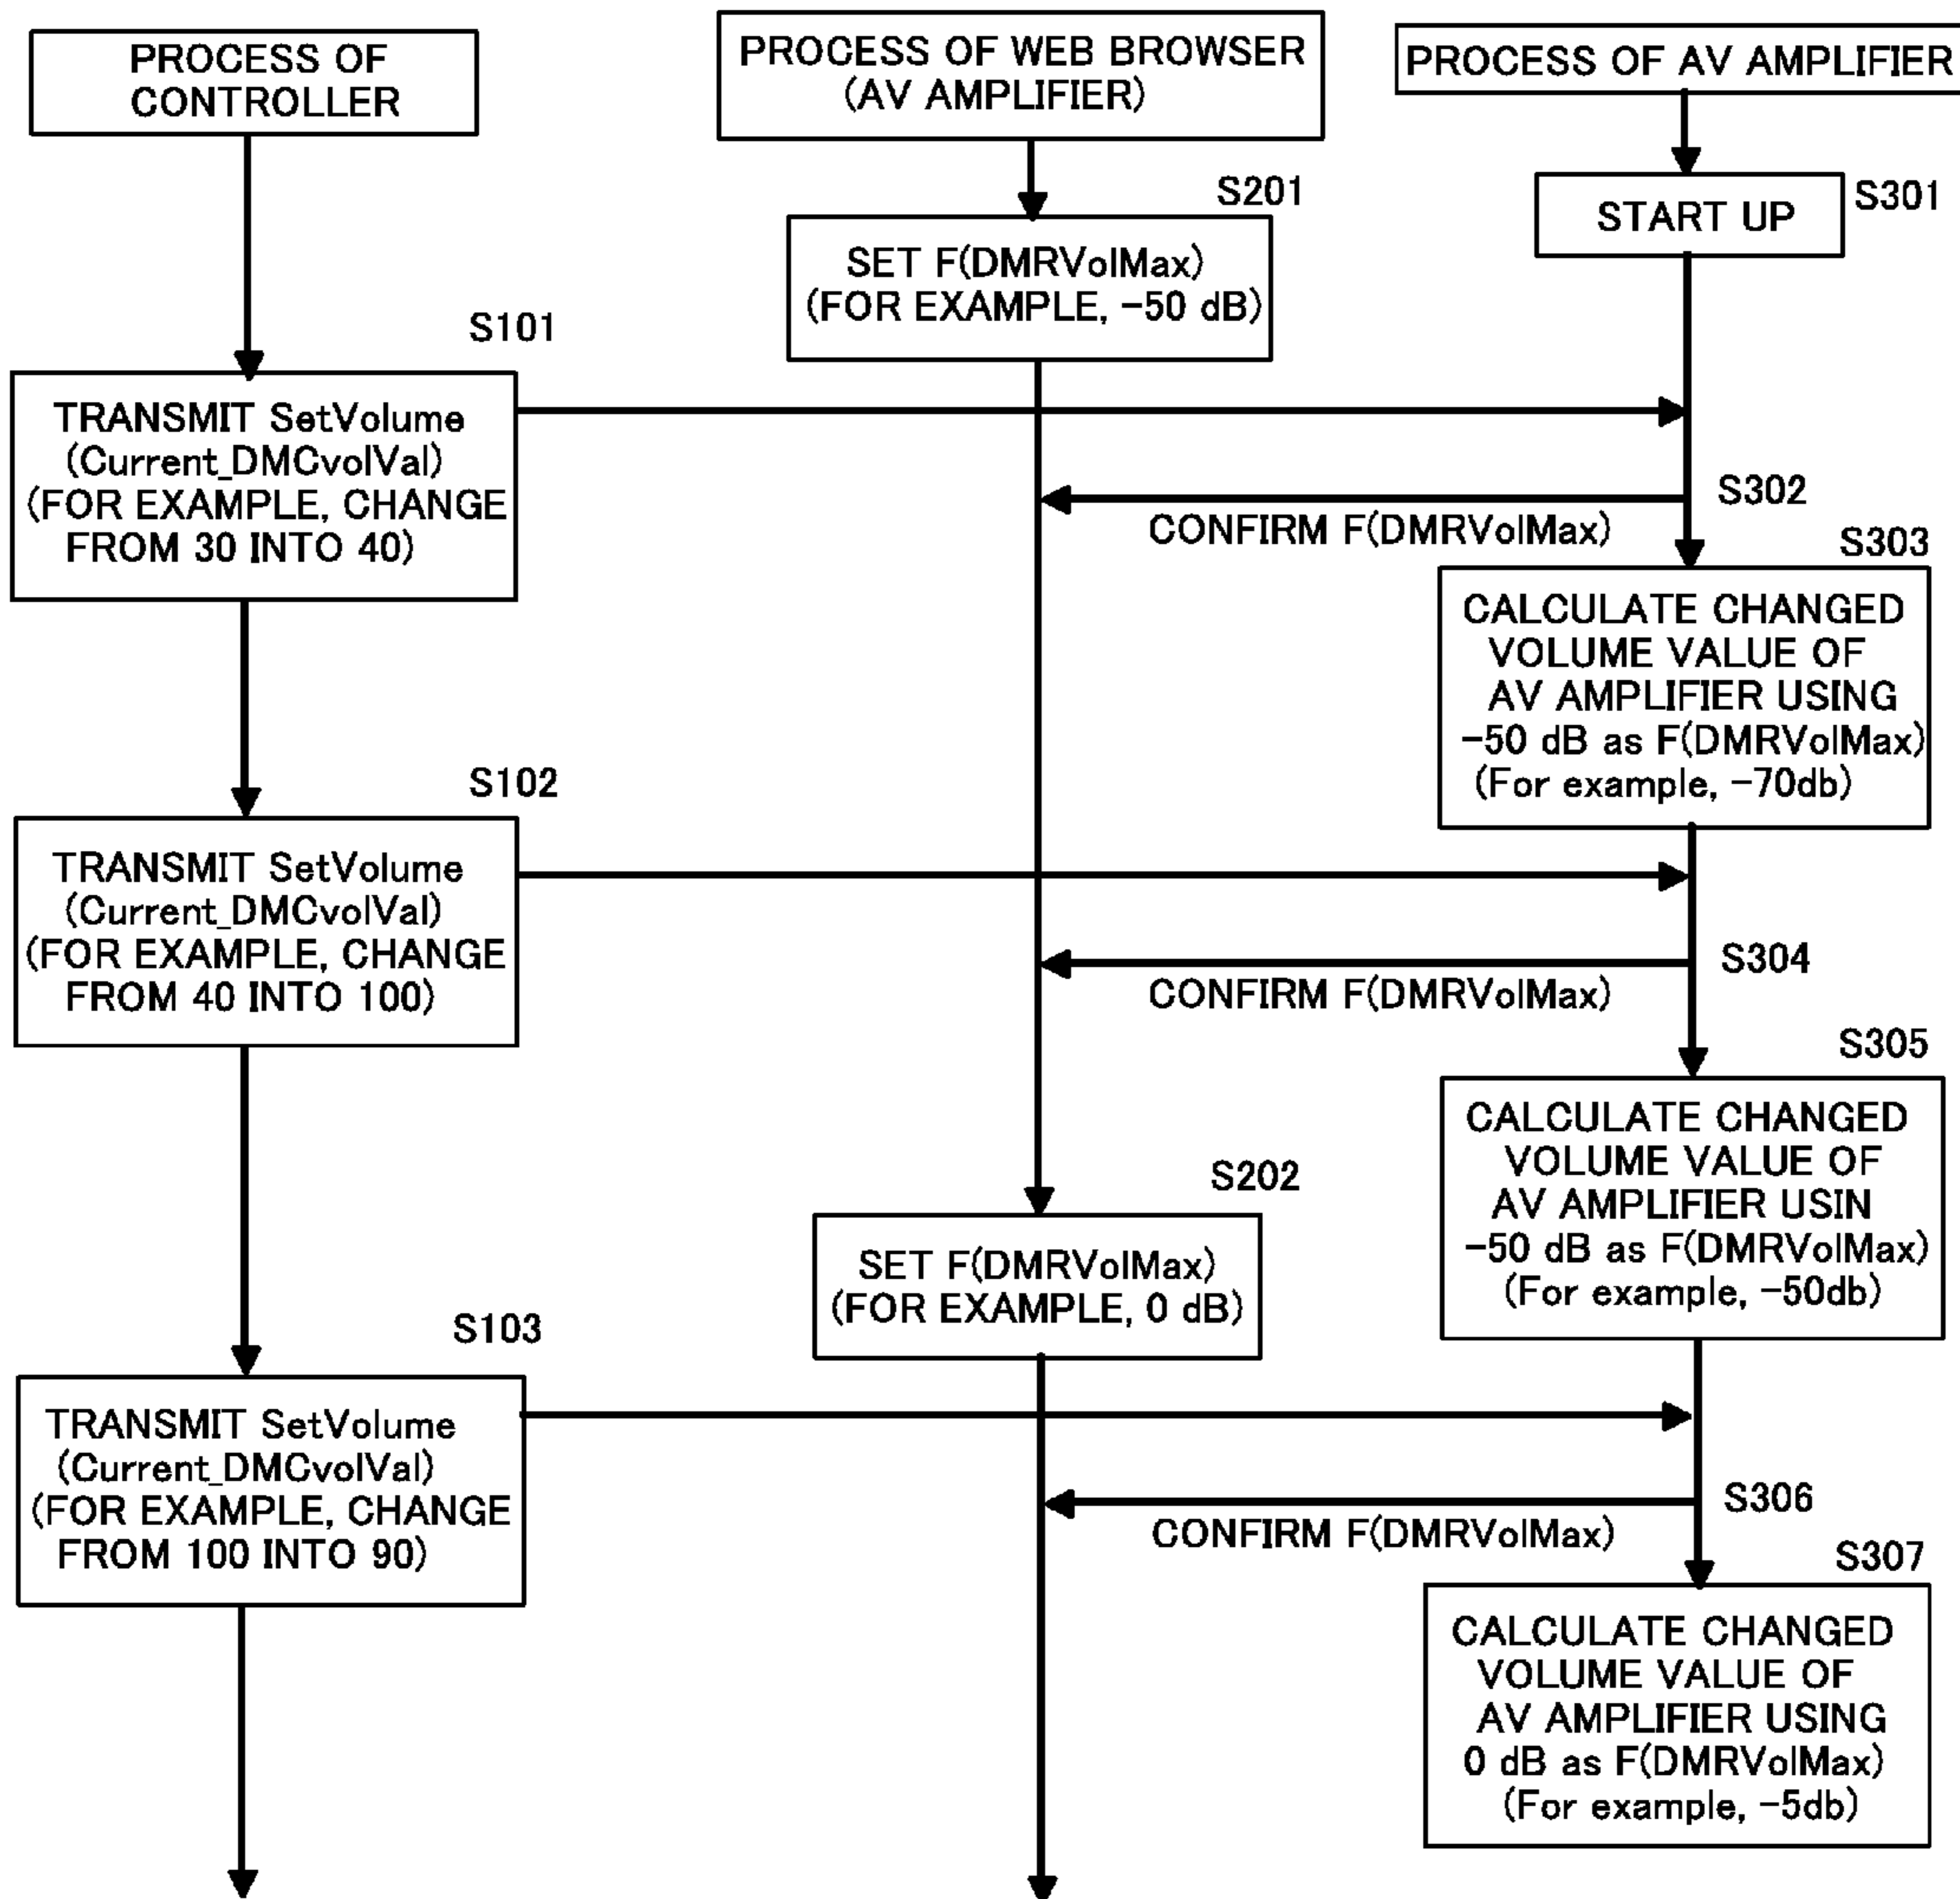 PROCESS OF
CONTROLLER
PROCESS OF WEB BROWSER
(AV AMPLIFIER)
PROCESS OF AV AMPLIFIER
S201
S301
START UP
SET F(DMRVolMax)
(FOR EXAMPLE, -50 dB)
S101
TRANSMIT SetVolume
(Current_DMCvolVal)
(FOR EXAMPLE, CHANGE
FROM 30 INTO 40)
S302
CONFIRM F(DMRVolMax)
S303
CALCULATE CHANGED
VOLUME VALUE OF
AV AMPLIFIER USING
-50 dB as F(DMRVolMax)
(For example, -70db)
S102
TRANSMIT SetVolume
(Current_DMCvolVal)
(FOR EXAMPLE, CHANGE
FROM 40 INTO 100)
S304
CONFIRM F(DMRVolMax)
S305
CALCULATE CHANGED
VOLUME VALUE OF
AV AMPLIFIER USIN
-50 dB as F(DMRVolMax)
(For example, -50db)
S202
SET F(DMRVolMax)
(FOR EXAMPLE, 0 dB)
S103
TRANSMIT SetVolume
(Current_DMCvolVal)
(FOR EXAMPLE, CHANGE
FROM 100 INTO 90)
S306
CONFIRM F(DMRVolMax)
S307
CALCULATE CHANGED
VOLUME VALUE OF
AV AMPLIFIER USING
0 dB as F(DMRVolMax)
(For example, -5db)